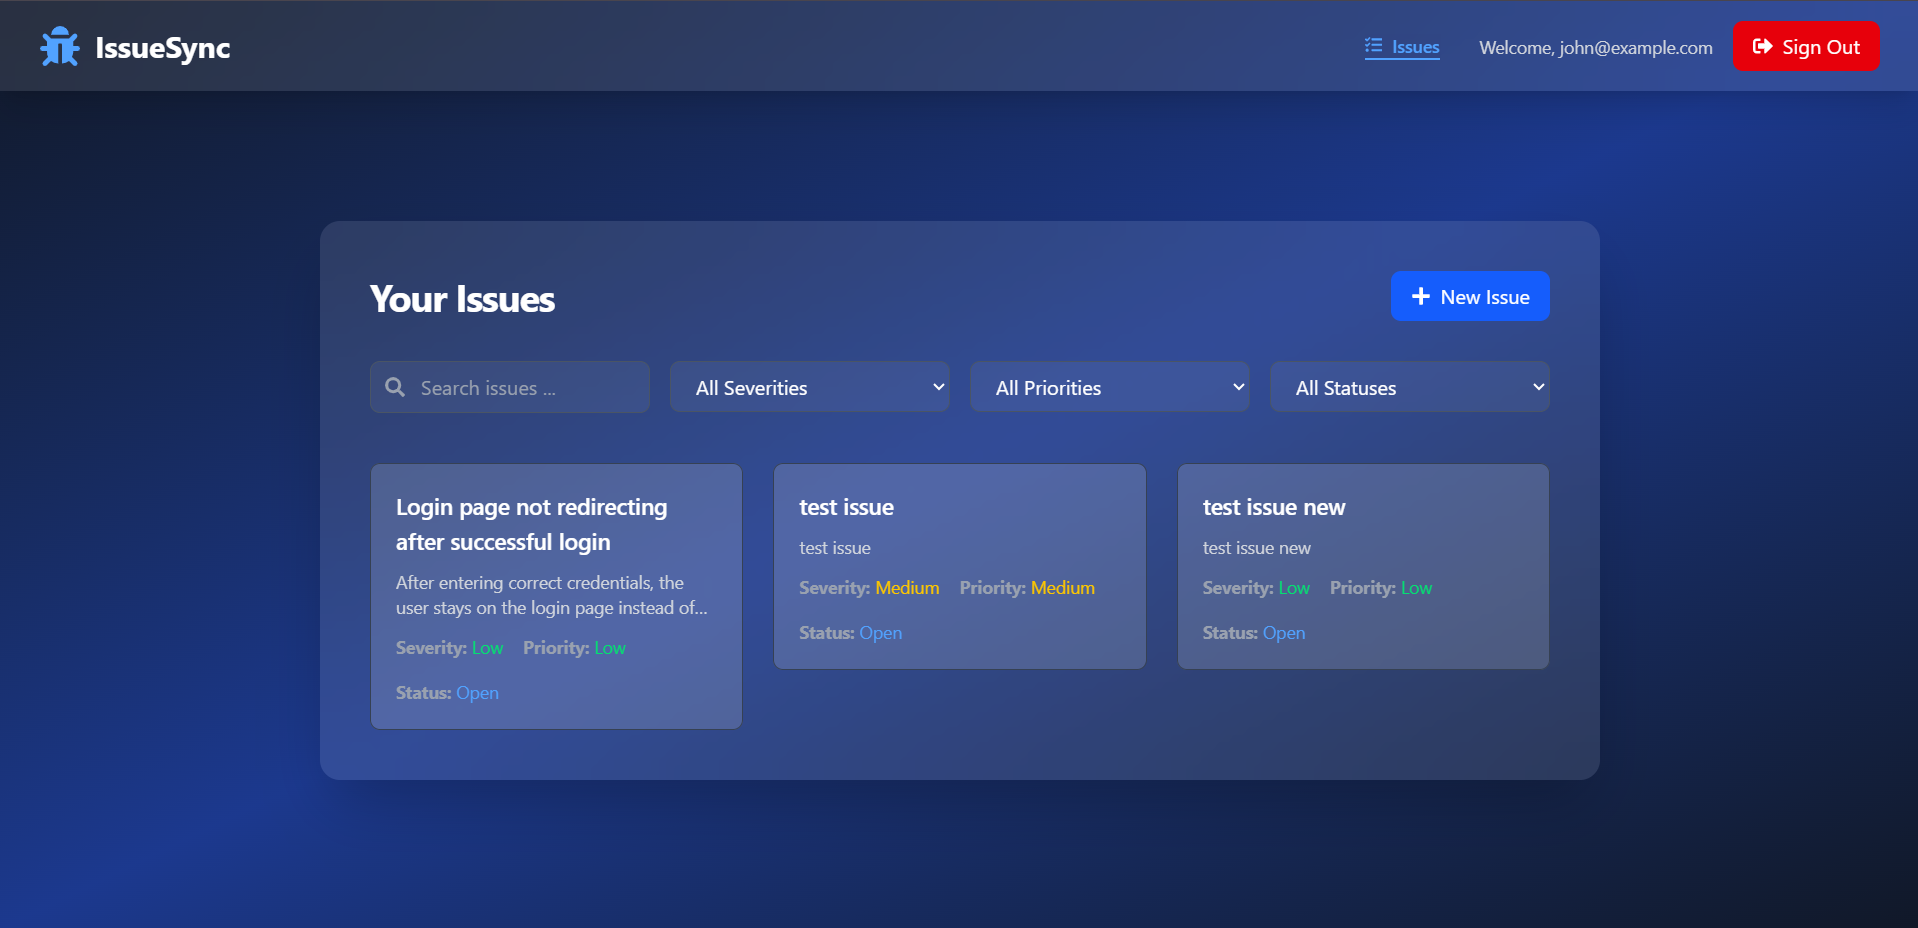 IssueSync
Issues
Welcome, john@example.com
Sign Out
Your Issues
New Issue
Search issues ...
All Severities
All Priorities
All Statuses
Login page not redirecting
after successful login
After entering correct credentials, the
user stays on the login page instead of...
Severity: Low Priority: Low
Status: Open
test issue
test issue
Severity: Medium Priority: Medium
Status: Open
test issue new
test issue new
Severity: Low Priority: Low
Status: Open